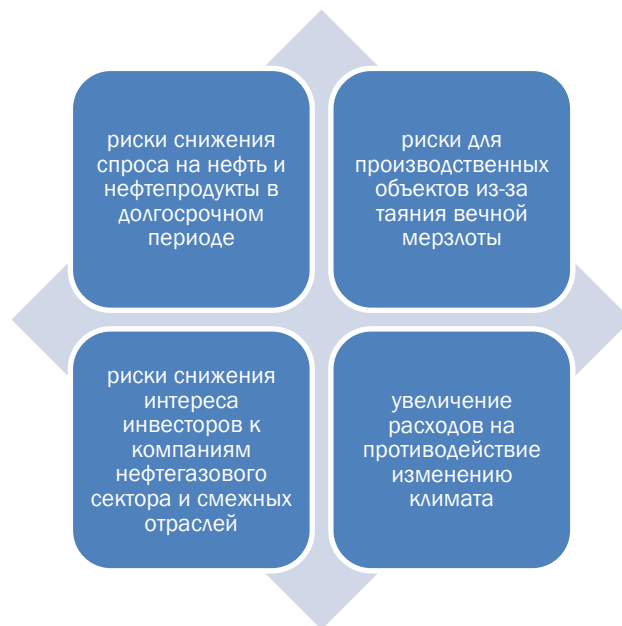 риски снижения
спроса на нефть и
нефтепродукты в
долгосрочном
периоде
риски для
производственных
объектов из-за
таяния вечной
мерзлоты
риски снижения
интереса
инвесторов к
компаниям
нефтегазового
сектора и смежных
отраслей
увеличение
расходов на
противодействие
изменению
климата